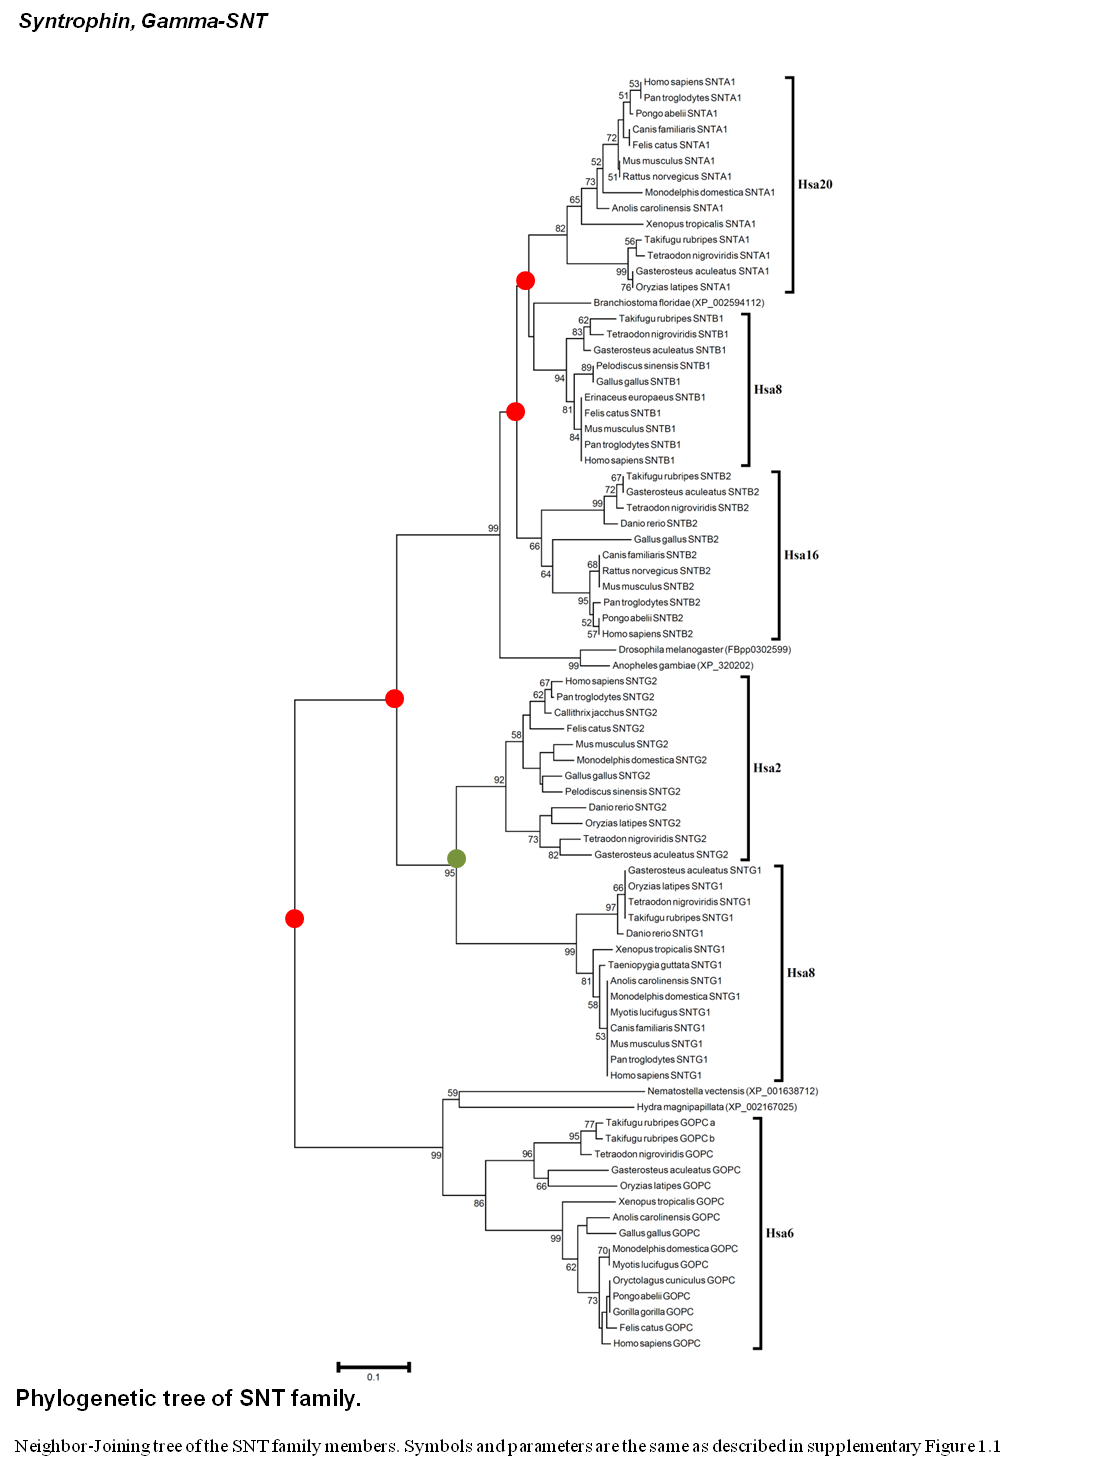 Syntrophin, Gamma-SNT
53
Homo sapiens SNTA1
51
Pan troglodytes SNTA1
Pongo abelii SNTA1
Canis familiaris SNTA1
72
Felis catus SNTA1
52
Mus musculus SNTA1
51
Rattus norvegicus SNTA1
73
Monodelphis domestica SNTA1
Hsa20
65
Anolis carolinensis SNTA1
Xenopus tropicalis SNTA1
82
56
Takifugu rubripes SNTA1
Tetraodon nigroviridis SNTA1
99
Gasterosteus aculeatus SNTA1
76
Oryzias latipes SNTA1
Branchiostoma floridae (XP_002594112)
62
Takifugu rubripes SNTB1
83
Tetraodon nigroviridis SNTB1
Gasterosteus aculeatus SNTB1
89
Pelodiscus sinensis SNTB1
94
Gallus gallus SNTB1
Hsa8
Erinaceus europaeus SNTB1
81
Felis catus SNTB1
Mus musculus SNTB1
84
Pan troglodytes SNTB1
Homo sapiens SNTB1
67
Takifugu rubripes SNTB2
72
Gasterosteus aculeatus SNTB2
99
Tetraodon nigroviridis SNTB2
Danio rerio SNTB2
99
66
Gallus gallus SNTB2
Canis familiaris SNTB2
Hsa16
68
Rattus norvegicus SNTB2
64
Mus musculus SNTB2
95
Pan troglodytes SNTB2
52
Pongo abelii SNTB2
57
Homo sapiens SNTB2
Drosophila melanogaster (FBpp0302599)
99
Anopheles gambiae (XP_320202)
67
Homo sapiens SNTG2
62
Pan troglodytes SNTG2
Callithrix jacchus SNTG2
58
Felis catus SNTG2
Mus musculus SNTG2
Monodelphis domestica SNTG2
Hsa2
92
Gallus gallus SNTG2
Pelodiscus sinensis SNTG2
Danio rerio SNTG2
Oryzias latipes SNTG2
73
Tetraodon nigroviridis SNTG2
82
Gasterosteus aculeatus SNTG2
95
Gasterosteus aculeatus SNTG1
66
Oryzias latipes SNTG1
97
Tetraodon nigroviridis SNTG1
Takifugu rubripes SNTG1
Danio rerio SNTG1
99
Xenopus tropicalis SNTG1
Taeniopygia guttata SNTG1
Hsa8
81
Anolis carolinensis SNTG1
Monodelphis domestica SNTG1
58
Myotis lucifugus SNTG1
Canis familiaris SNTG1
53
Mus musculus SNTG1
Pan troglodytes SNTG1
Homo sapiens SNTG1
59
Nematostella vectensis (XP_001638712)
Hydra magnipapillata (XP_002167025)
77
Takifugu rubripes GOPC a
95
Takifugu rubripes GOPC b
99
96
Tetraodon nigroviridis GOPC
Gasterosteus aculeatus GOPC
66
Oryzias latipes GOPC
86
Xenopus tropicalis GOPC
Anolis carolinensis GOPC
99
Gallus gallus GOPC
Hsa6
70
Monodelphis domestica GOPC
62
Myotis lucifugus GOPC
Oryctolagus cuniculus GOPC
73
Pongo abelii GOPC
Gorilla gorilla GOPC
Felis catus GOPC
Homo sapiens GOPC
0.1
Phylogenetic tree of SNT family.
Neighbor-Joining tree of the SNT family members. Symbols and parameters are the same as described in supplementary Figure 1.1